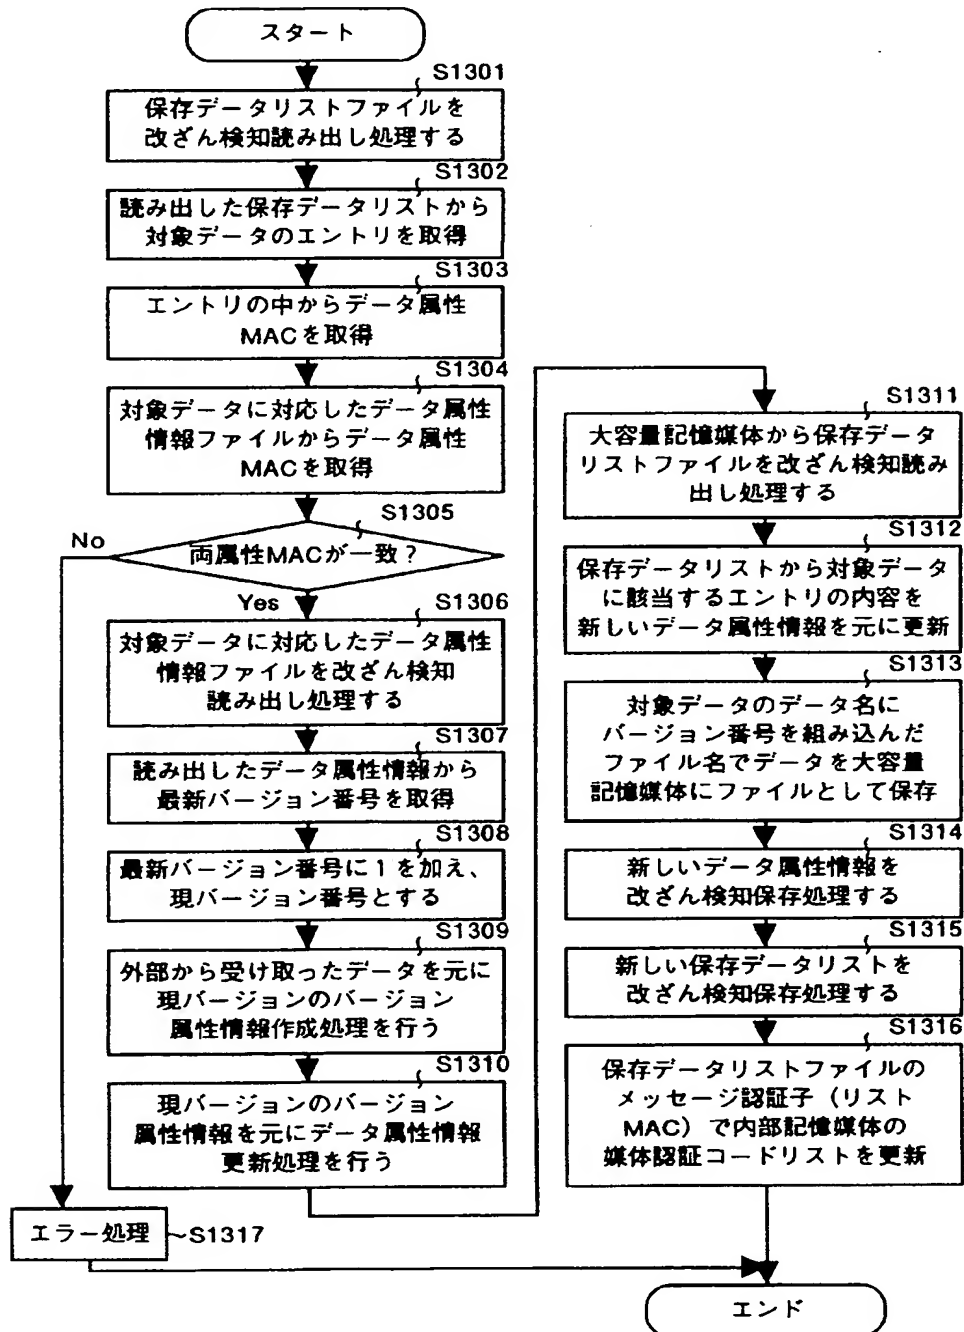 スタート
S1301
保存データリストファイルを
改ざん検知読み出し処理する
S1302
読み出した保存データリストから
対象データのエントリを取得
S1303
エントリの中からデータ属性
MACを取得
S1304
対象データに対応したデータ属性
情報ファイルからデータ属性
MACを取得
S1305
No
両属性MACが一致?
Yes
S1306
対象データに対応したデータ属性
情報ファイルを改ざん検知
読み出し処理する
S1307
読み出したデータ属性情報から
最新バージョン番号を取得
S1308
最新バージョン番号に1を加え、
現バージョン番号とする
S1309
外部から受け取ったデータを元に
現バージョンのバージョン
属性情報作成処理を行う
S1310
現バージョンのバージョン
属性情報を元にデータ属性情報
更新処理を行う
エラー処理
S1317
S1311
大容量記憶媒体から保存データ
リストファイルを改ざん検知読み
出し処理する
S1312
保存データリストから対象データ
に該当するエントリの内容を
新しいデータ属性情報を元に更新
S1313
対象データのデータ名に
バージョン番号を組み込んだ
ファイル名でデータを大容量
記憶媒体にファイルとして保存
S1314
新しいデータ属性情報を
改ざん検知保存処理する
S1315
新しい保存データリストを
改ざん検知保存処理する
S1316
保存データリストファイルの
メッセージ認証子(リスト
MAC)で内部記憶媒体の
媒体認証コードリストを更新
エンド